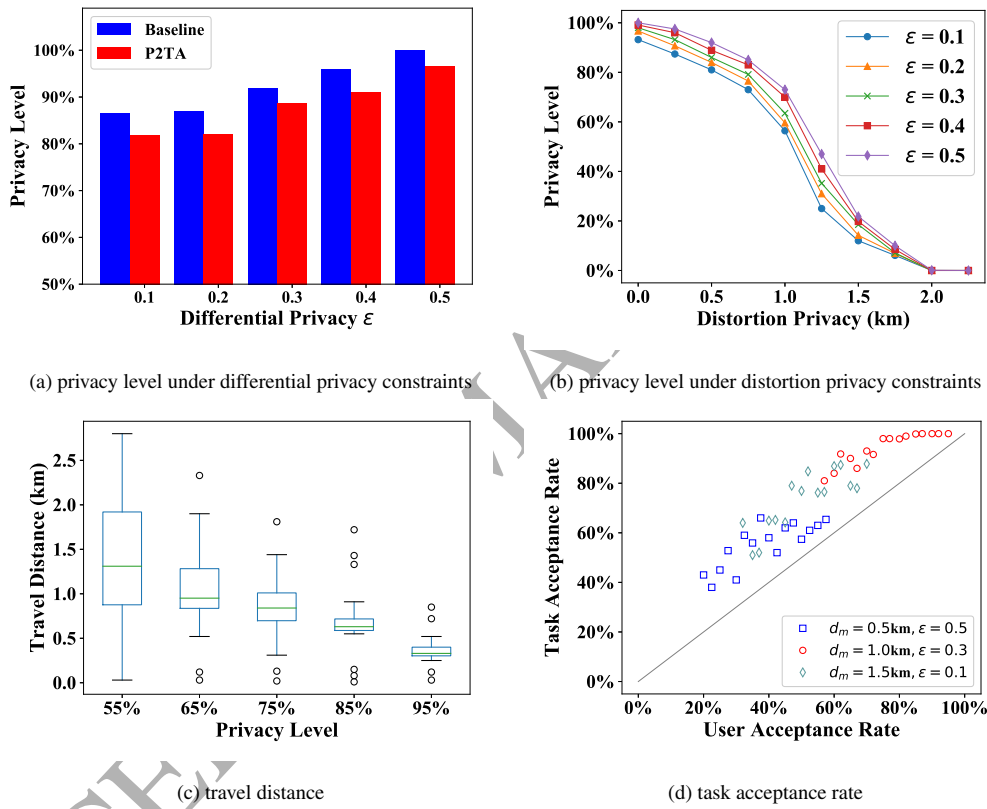 Baseline
P2TA
100%
90%
80%
70%
60%
50%
Privacy Level
0.1 0.2 0.3 0.4 0.5
Differential Privacy ε
(a) privacy level under differential privacy constraints
ε = 0.1
ε = 0.2
ε = 0.3
ε = 0.4
ε = 0.5
100%
80%
60%
40%
20%
0%
Privacy Level
0.0 0.5 1.0 1.5 2.0
Distortion Privacy (km)
(b) privacy level under distortion privacy constraints
2.5
2.0
1.5
1.0
0.5
0.0
Travel Distance (km)
55% 65% 75% 85% 95%
Privacy Level
(c) travel distance
100%
80%
60%
40%
20%
0%
Task Acceptance Rate
d_m = 0.5km, ε = 0.5
d_m = 1.0km, ε = 0.3
d_m = 1.5km, ε = 0.1
0% 20% 40% 60% 80% 100%
User Acceptance Rate
(d) task acceptance rate